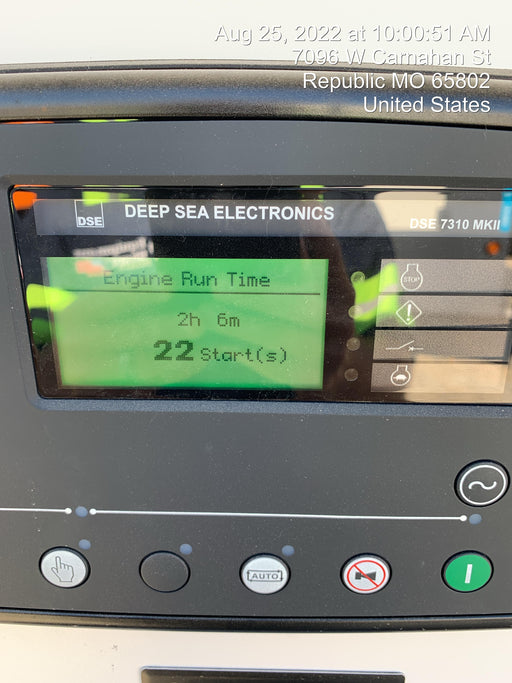 Aug 25, 2022 at 10:00:51 AM
7096 W Carnahan St
Republic MO 65802
United States
DSE
DEEP SEA ELECTRONICS
DSE 7310 MKII
Engine Run Time
STOP
2h 6m
22 Start(s)
AUTO
I